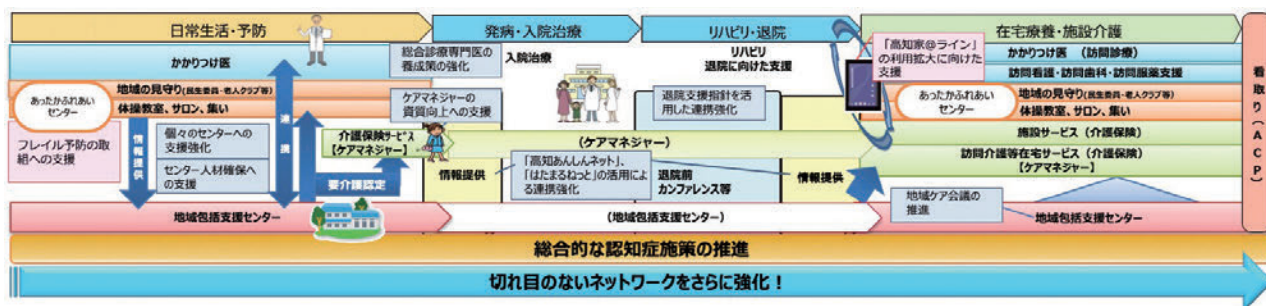 日常生活・予防
発病・入院治療
リハビリ・退院
在宅療養・施設介護
かかりつけ医
総合診療専門医の
養成策の強化
入院治療
リハビリ
退院に向けた支援
「高知家@ライン」
の利用拡大に向けた
支援
かかりつけ医 （訪問診療）
訪問看護・訪問歯科・訪問服薬支援
あったかふれあい
センター
地域の見守り（民生委員・老人クラブ等）
体操教室、サロン、集い
連携
ケアマネジャーの
資質向上への支援
退院支援指針を活
用した連携強化
あったかふれあい
センター
地域の見守り（民生委員・老人クラブ等）
体操教室、サロン、集い
フレイル予防の取
組への支援
情報提供
個々のセンターへの
支援強化
センター人材確保へ
の支援
介護保険サービス
【ケアマネジャー】
（ケアマネジャー）
施設サービス（介護保険）
訪問介護等在宅サービス（介護保険）
【ケアマネジャー】
要介護認定
情報提供
「高知あんしんネット」、
「はたまるねっと」の活用によ
る連携強化
退院前
カンファレンス等
情報提供
地域ケア会議の
推進
地域包括支援センター
（地域包括支援センター）
地域包括支援センター
看取り（ACP）
総合的な認知症施策の推進
切れ目のないネットワークをさらに強化！